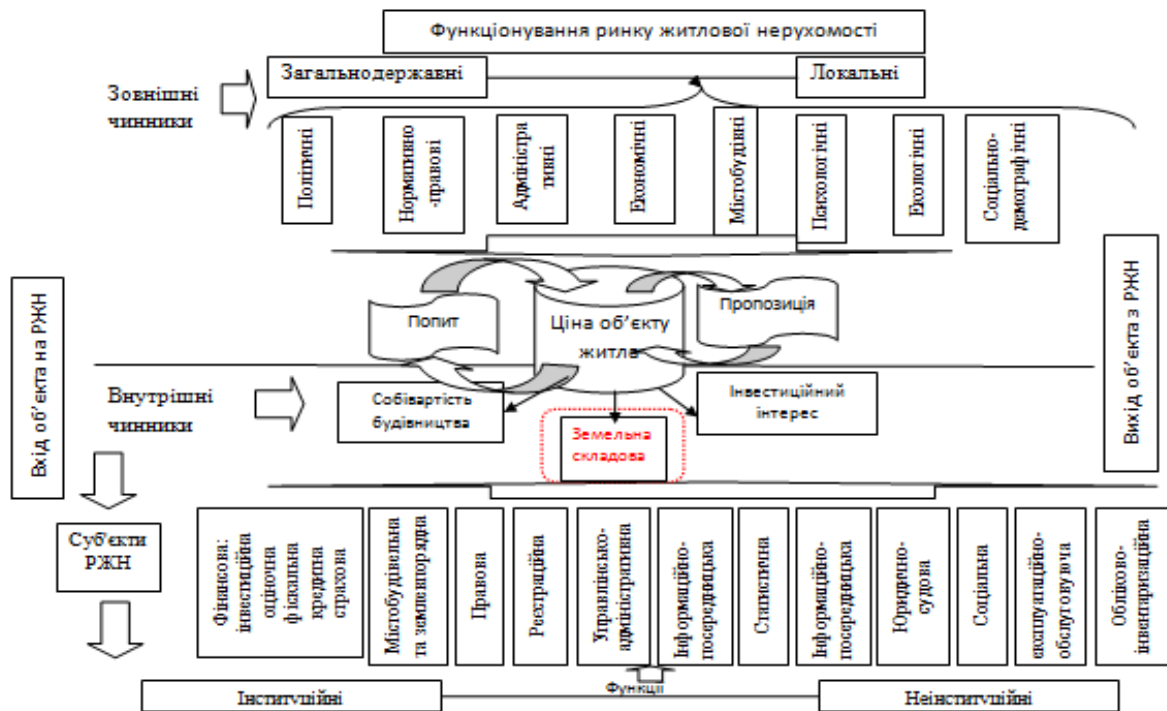 Функціонування ринку житлової нерухомості
Загальнодержавні
Локальні
Зовнішні
чинники
Політичні
Нормативно
-правові
Адміністра
тивні
Економічні
Містобудівні
Психологічні
Екологічні
Соціально-
демографічні
Вхід об’єкта на РЖН
Вихід об’єкта з РЖН
Попит
Ціна об’єкту
житла
Пропозиція
Внутрішні
чинники
Собівартість
будівництва
Земельна
складова
Інвестиційний
інтерес
Суб'єкти
РЖН
Фінансова:
інвестиційна
оціночна
фіскальна
кредитна
страхова
Містобудівельна
та землевпорядна
Правова
Реєстраційна
Управлінсько-
адміністративна
Інформаційно-
посередницька
Статистична
Інформаційно-
посередницька
Юридично-
судова
Соціальна
експлуатаційно-
обслуговуюча
Обліково-
інвентаризаційна
Функції
Інституційні
Неінституційні